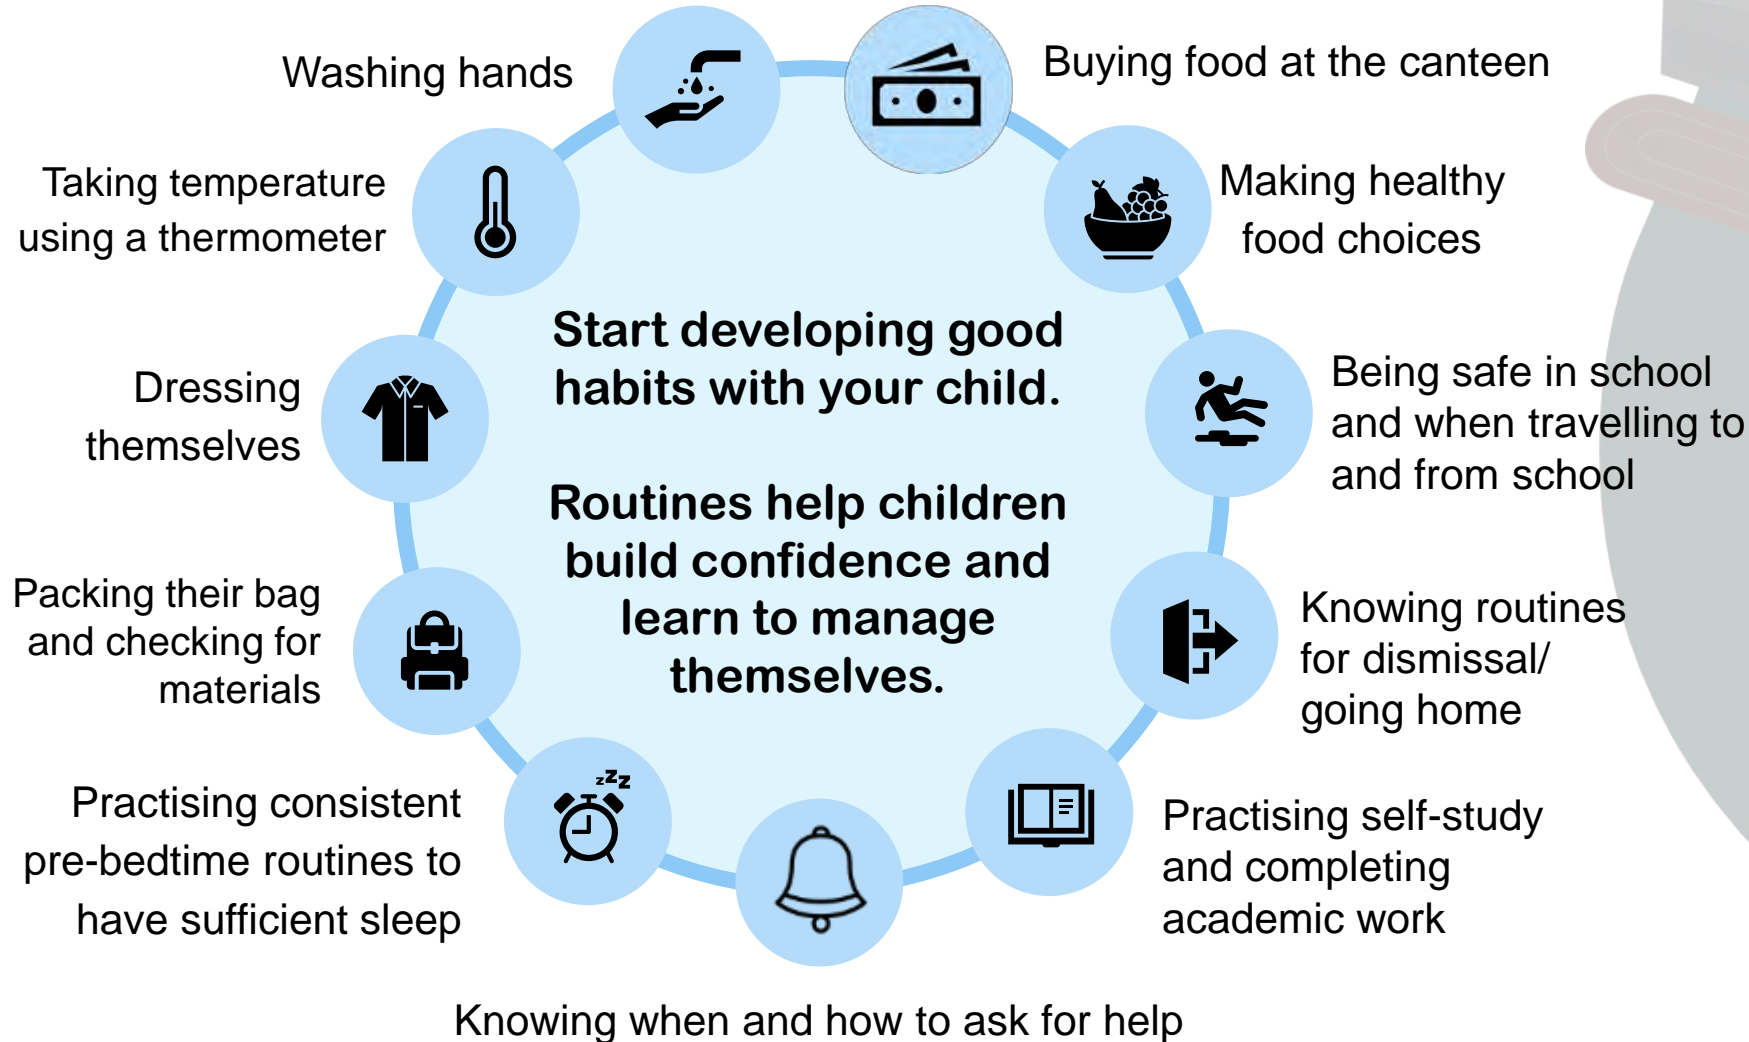 Washing hands
Buying food at the canteen
Taking temperature
using a thermometer
Making healthy
food choices
Start developing good
habits with your child.
Routines help children
build confidence and
learn to manage
themselves.
Dressing
themselves
Being safe in school
and when travelling to
and from school
Packing their bag
and checking for
materials
Knowing routines
for dismissal/
going home
Practising consistent
pre-bedtime routines to
have sufficient sleep
zzz
Practising self-study
and completing
academic work
Knowing when and how to ask for help